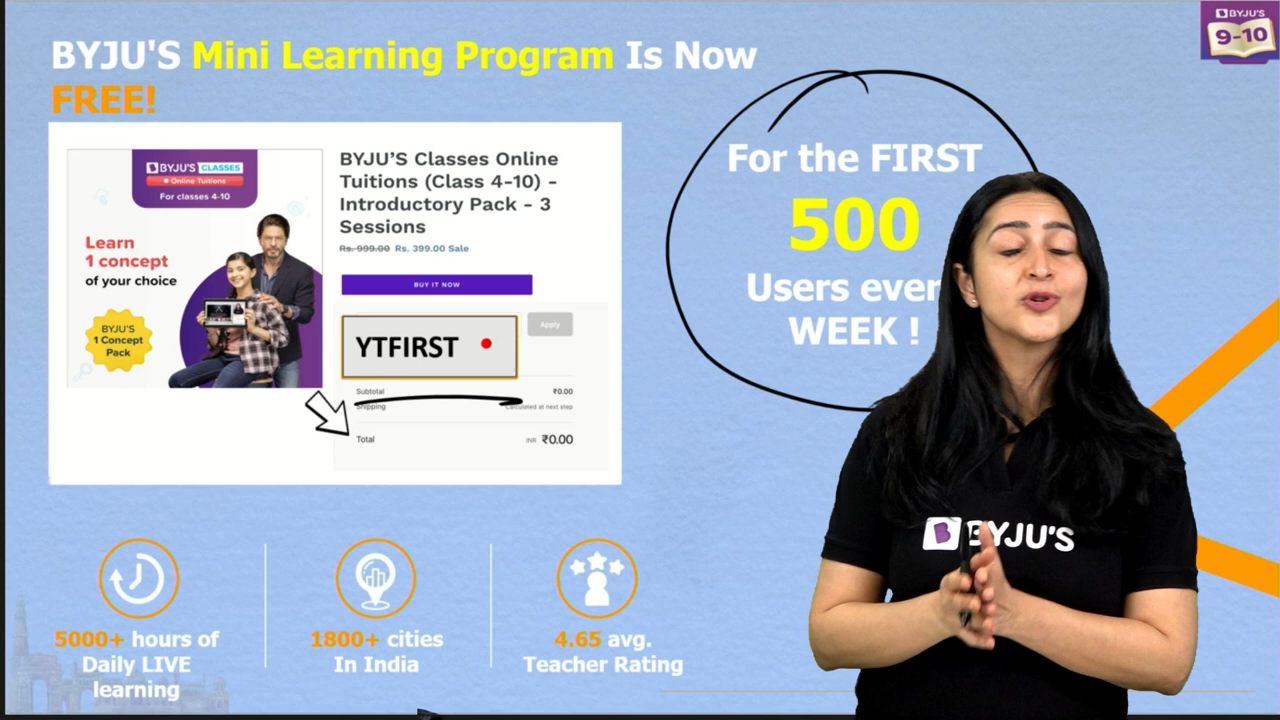 BYJU'S Mini Learning Program Is Now
FREE!
BYJU'S
9-10
BYJU'S CLASSES
Online Tuitions
For classes 4-10
Learn
1 concept
of your choice
BYJU'S
1 Concept
Pack
BYJU'S Classes Online
Tuitions (Class 4-10) -
Introductory Pack - 3
Sessions
Rs. 999.00 Rs. 399.00 Sale
BUY IT NOW
YTFIRST
Apply
Subtotal ₹0.00
Shipping Calculated at next step
Total INR ₹0.00
For the FIRST
500
Users ever
WEEK !
BYJU'S
5000+ hours of
Daily LIVE
learning
1800+ cities
In India
4.65 avg.
Teacher Rating